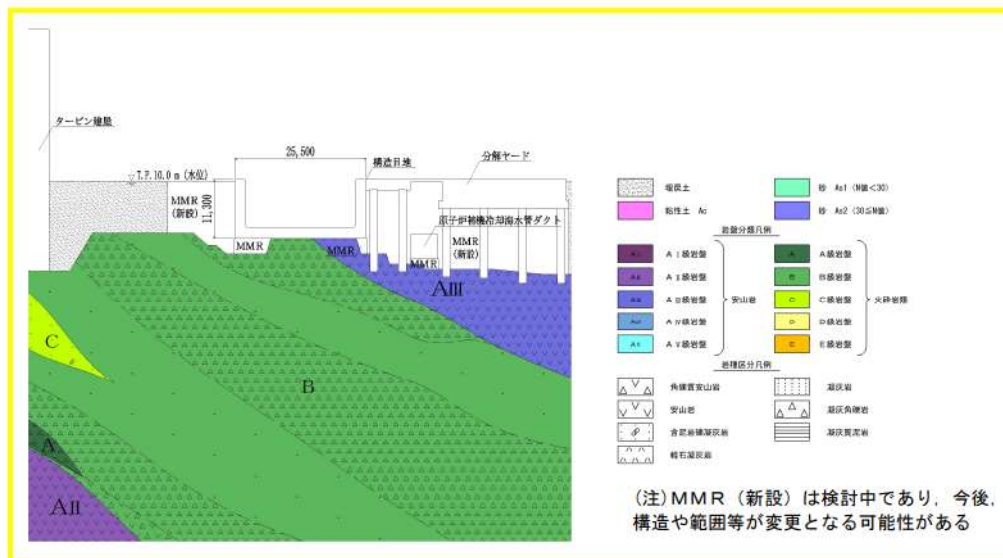 タービン建屋
T.P.10.0 m (水位)
25,500
11,300
構造目地
分解ヤード
MMR
(新設)
原子炉補機冷却海水管ダクト
MMR
MMR
MMR
MMR
(新設)
AIII
C
B
A
AII
埋戻土
砂 As1 (N値<30)
粘性土 Ac
砂 As2 (30≦N値)
岩盤分類凡例
AⅠ級岩盤
A級岩盤
AⅡ級岩盤
B級岩盤
AⅢ級岩盤
安山岩
C級岩盤
火砕岩類
AⅣ級岩盤
D級岩盤
AⅤ級岩盤
E級岩盤
岩種区分凡例
角礫質安山岩
凝灰岩
安山岩
凝灰角礫岩
含泥岩礫凝灰岩
凝灰質泥岩
軽石凝灰岩
(注)MMR(新設)は検討中であり,今後,
構造や範囲等が変更となる可能性がある